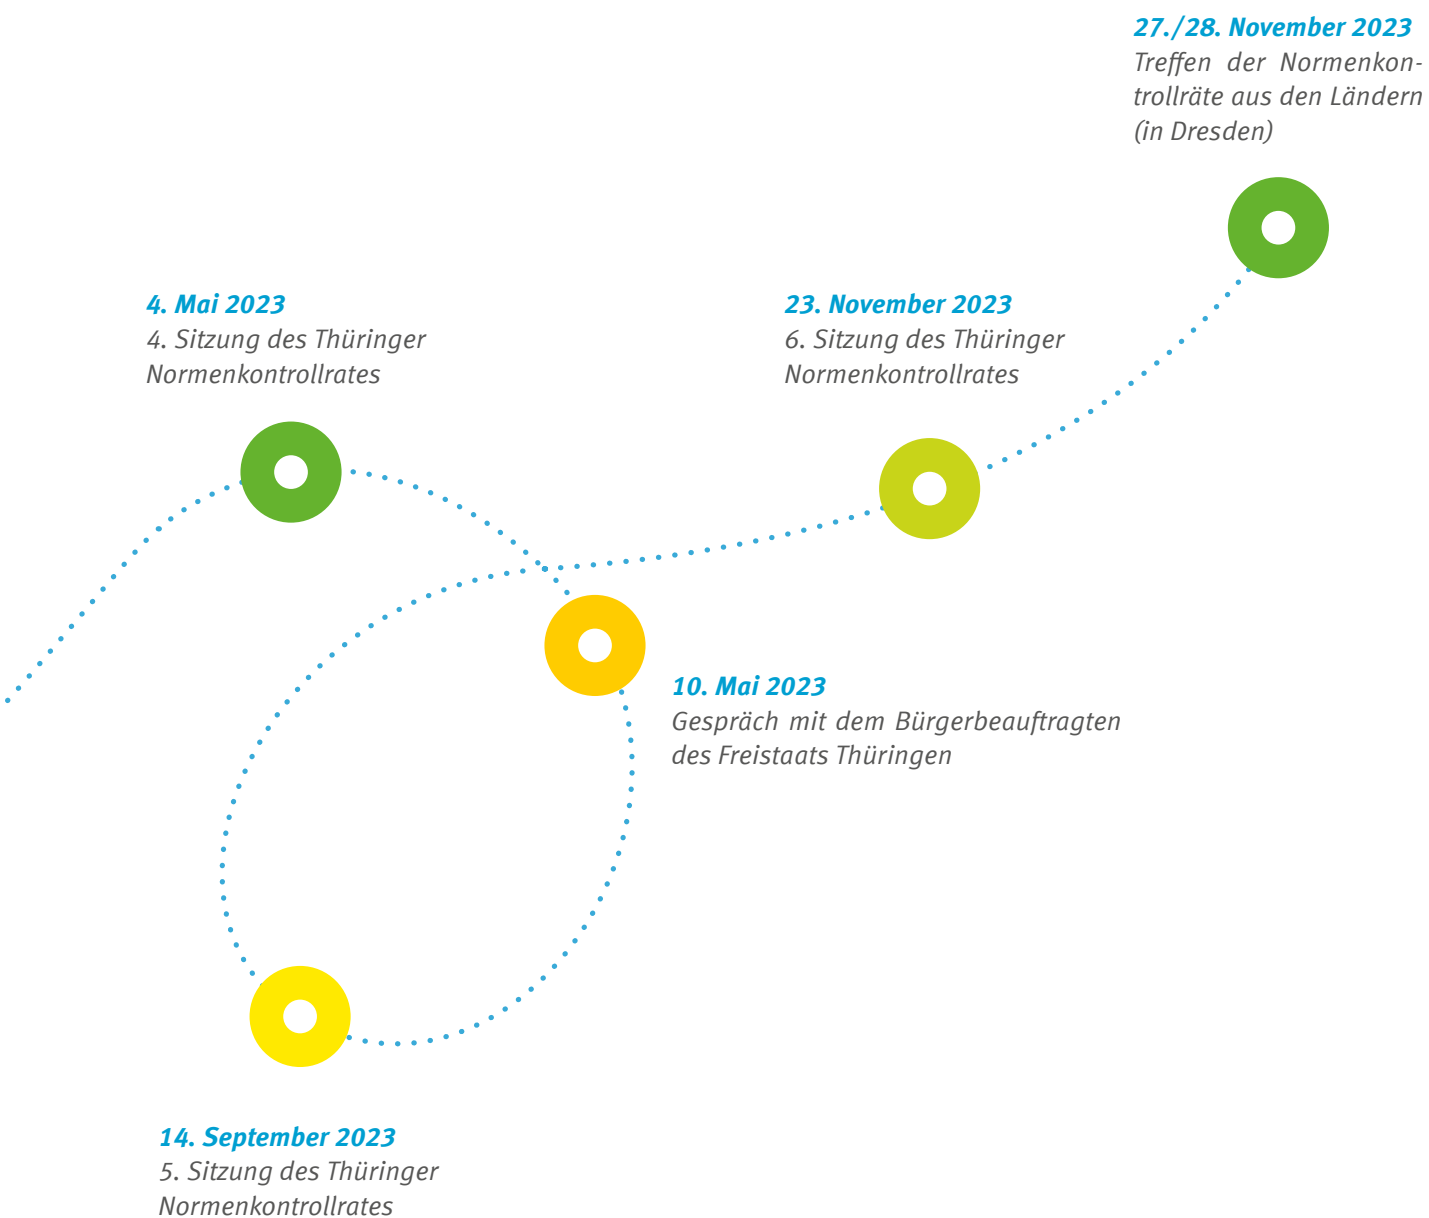 27./28. November 2023
Treffen der Normenkon-
trollräte aus den Ländern
(in Dresden)
4. Mai 2023
4. Sitzung des Thüringer
Normenkontrollrates
23. November 2023
6. Sitzung des Thüringer
Normenkontrollrates
10. Mai 2023
Gespräch mit dem Bürgerbeauftragten
des Freistaats Thüringen
14. September 2023
5. Sitzung des Thüringer
Normenkontrollrates